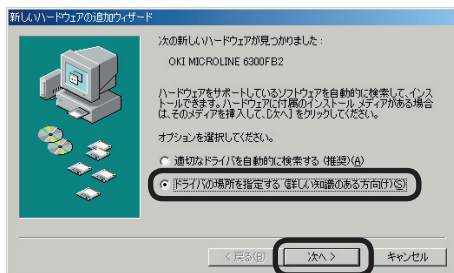 新しいハードウェアの追加ウィザード
次の新しいハードウェアが見つかりました：
OKI MICROLINE 6300FB2
ハードウェアをサポートしているソフトウェアを自動的に検索して、インス
トールできます。ハードウェアに付属のインストール メディアがある場合
は、そのメディアを挿入して、[次へ] をクリックしてください。
オプションを選択してください。
適切なドライバを自動的に検索する (推奨)(A)
ドライバの場所を指定する (詳しい知識のある方向け)(S)
< 戻る(B)
次へ >
キャンセル